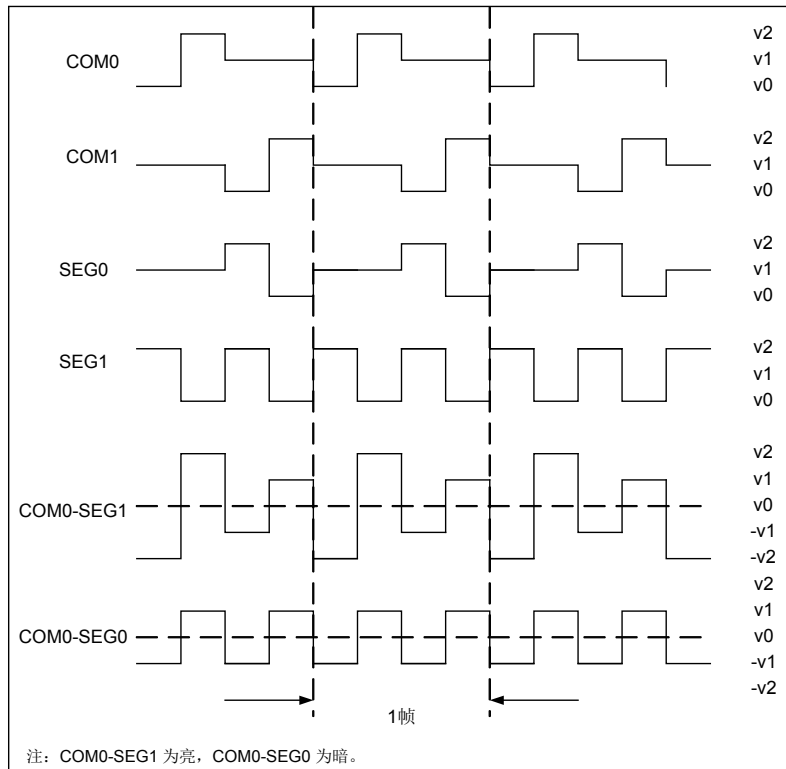 COM0
v2
v1
v0
COM1
v2
v1
v0
SEG0
v2
v1
v0
SEG1
v2
v1
v0
COM0-SEG1
v2
v1
v0
-v1
-v2
COM0-SEG0
v2
v1
v0
-v1
-v2
1帧
注：COM0-SEG1 为亮，COM0-SEG0 为暗。